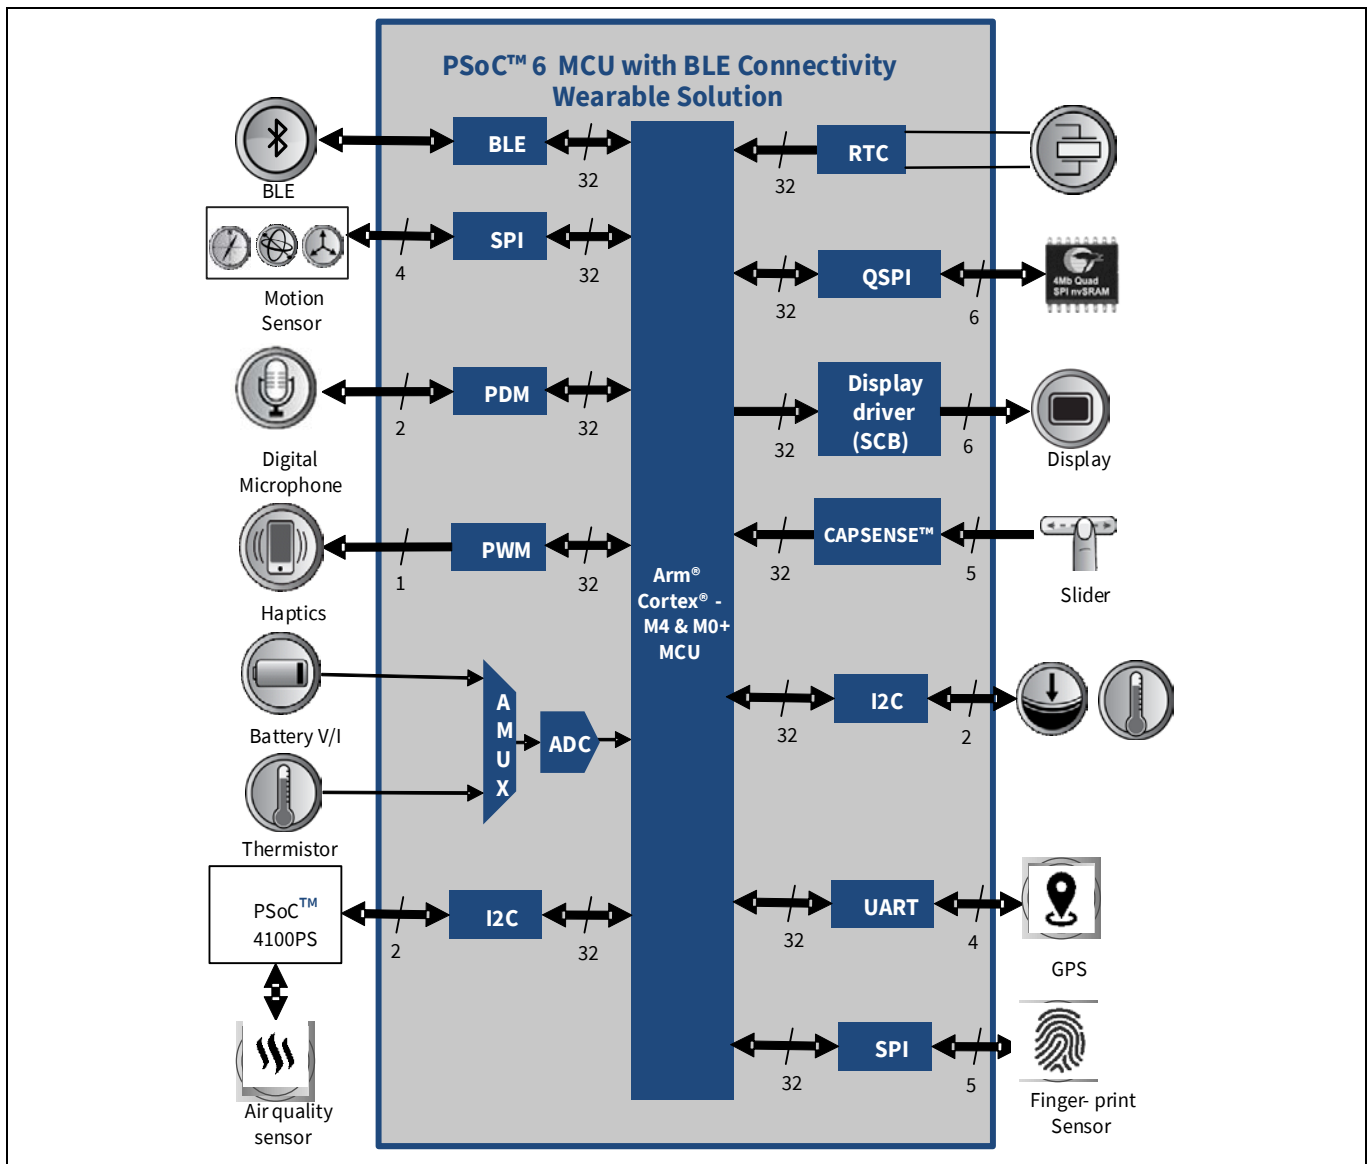 PSoC™ 6 MCU with BLE Connectivity
Wearable Solution
BLE
BLE
32
SPI
4
32
Motion
Sensor
PDM
2
32
Digital
Microphone
PWM
1
32
Haptics
Battery V/I
A
M
U
X
ADC
Thermistor
PSoC™
4100PS
2
I2C
32
Air quality
sensor
Arm®
Cortex® -
M4 & M0+
MCU
RTC
32
QSPI
32
6
4Mb Quad
SPI nvSRAM
Display
driver
(SCB)
32
6
Display
CAPSENSE™
32
5
Slider
I2C
32
2
UART
32
4
GPS
SPI
32
5
Finger- print
Sensor